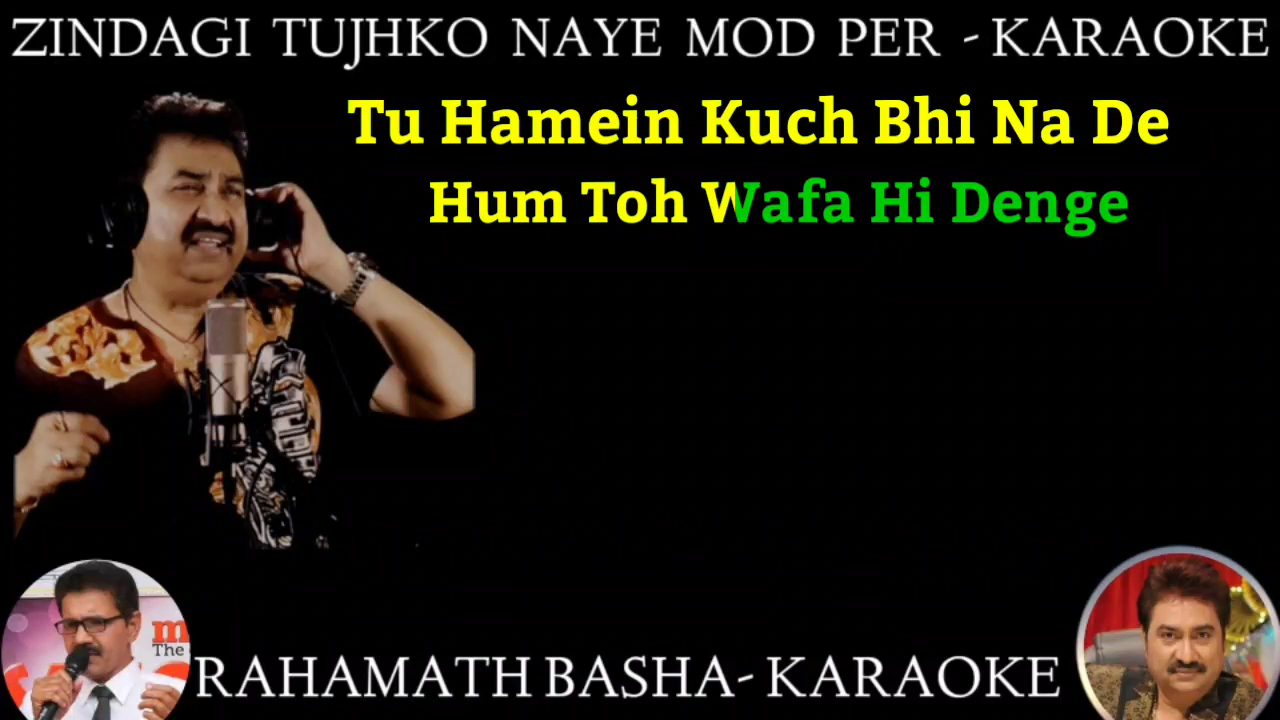 ZINDAGI TUJHKO NAYE MOD PER - KARAOKE
Tu Hamein Kuch Bhi Na De
Hum Toh Wafa Hi Denge
The
RAHAMATH BASHA- KARAOKE